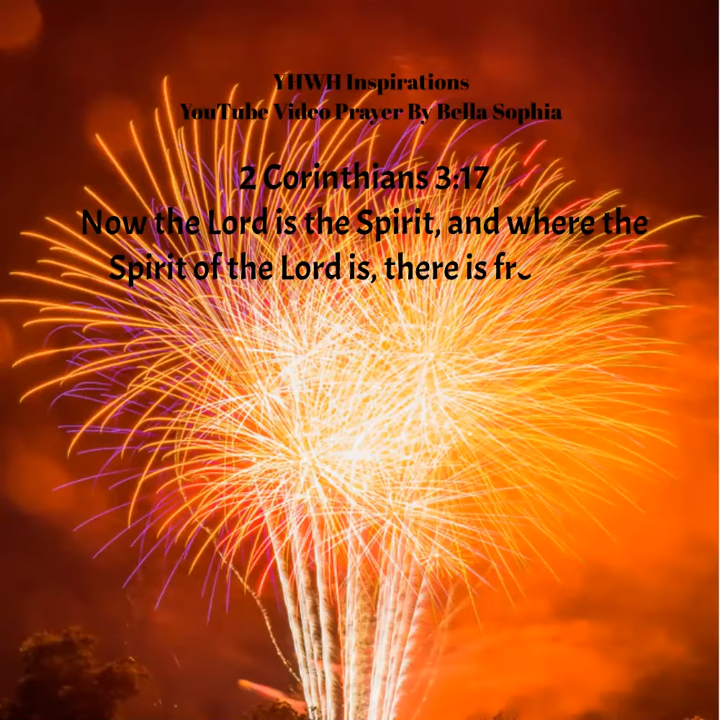 YHWH Inspirations
YouTube Video Prayer By Bella Sophia
2 Corinthians 3:17
Now the Lord is the Spirit, and where the
Spirit of the Lord is, there is